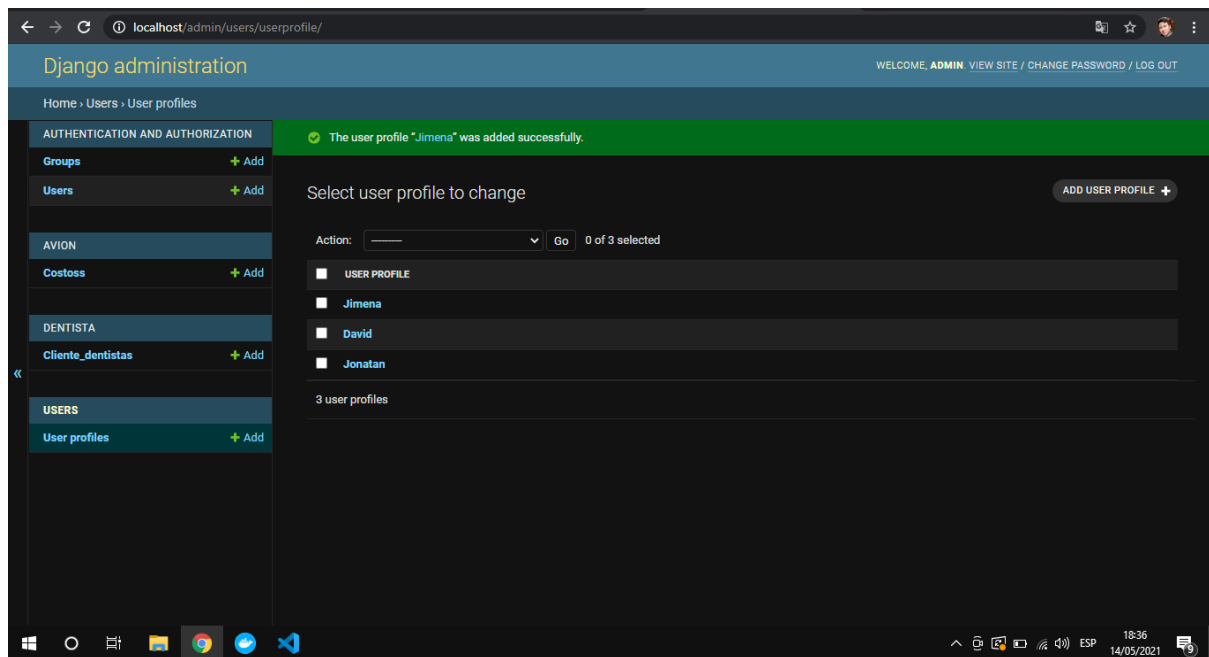 localhost/admin/users/userprofile/
Django administration
WELCOME, ADMIN. VIEW SITE / CHANGE PASSWORD / LOG OUT
Home › Users › User profiles
AUTHENTICATION AND AUTHORIZATION
Groups + Add
Users + Add
AVION
Costoss + Add
DENTISTA
Cliente_dentistas + Add
«
USERS
User profiles + Add
The user profile “Jimena” was added successfully.
Select user profile to change
ADD USER PROFILE +
Action: --------- Go 0 of 3 selected
USER PROFILE
Jimena
David
Jonatan
3 user profiles
ESP
18:36
14/05/2021
9